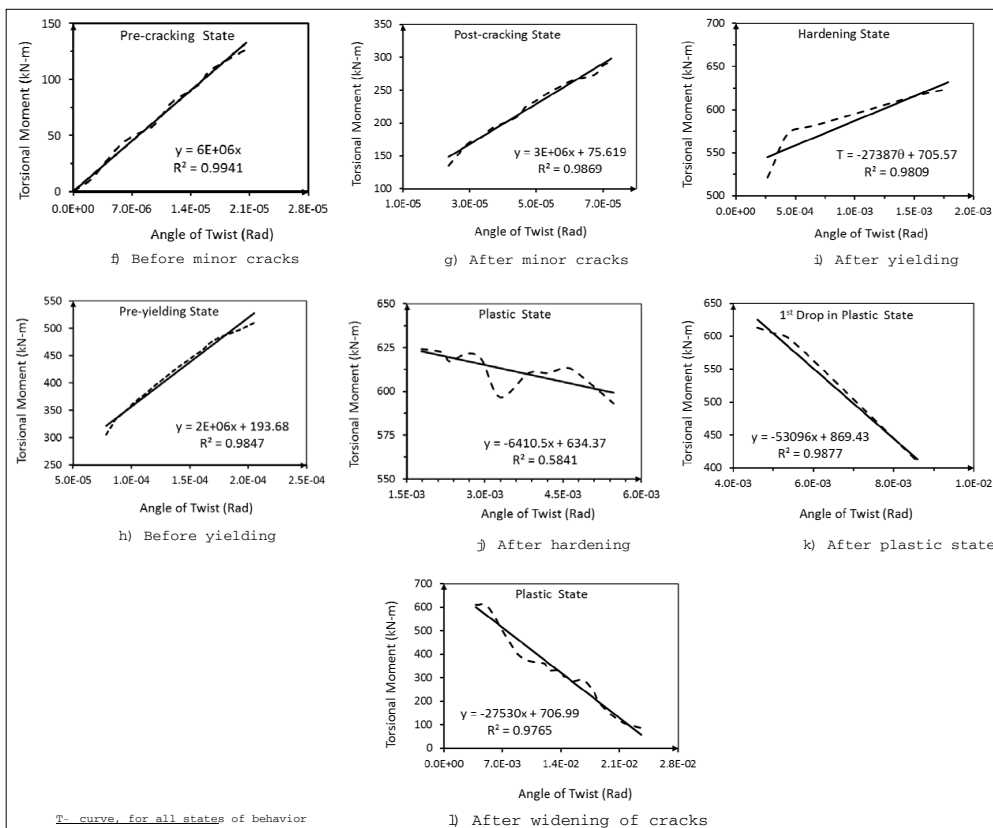 Pre-cracking State
Torsional Moment (kN-m)
150
125
100
75
50
25
0
y = 6E+06x
R² = 0.9941
0.0E+00 7.0E-06 1.4E-05 2.1E-05 2.8E-05
Angle of Twist (Rad)
f) Before minor cracks
Post-cracking State
Torsional Moment (kN-m)
350
300
250
200
150
100
y = 3E+06x + 75.619
R² = 0.9869
1.0E-05 3.0E-05 5.0E-05 7.0E-05
Angle of Twist (Rad)
g) After minor cracks
Hardening State
Torsional Moment (kN-m)
700
650
600
550
500
T = -27387θ + 705.57
R² = 0.9809
0.0E+00 5.0E-04 1.0E-03 1.5E-03 2.0E-03
Angle of Twist (Rad)
i) After yielding
Pre-yielding State
Torsional Moment (kN-m)
550
500
450
400
350
300
250
y = 2E+06x + 193.68
R² = 0.9847
5.0E-05 1.0E-04 1.5E-04 2.0E-04 2.5E-04
Angle of Twist (Rad)
h) Before yielding
Plastic State
Torsional Moment (kN-m)
650
625
600
575
550
y = -6410.5x + 634.37
R² = 0.5841
1.5E-03 3.0E-03 4.5E-03 6.0E-03
Angle of Twist (Rad)
j) After hardening
1st Drop in Plastic State
Torsional Moment (kN-m)
650
600
550
500
450
400
y = -53096x + 869.43
R² = 0.9877
4.0E-03 6.0E-03 8.0E-03 1.0E-02
Angle of Twist (Rad)
k) After plastic state
Plastic State
Torsional Moment (kN-m)
700
600
500
400
300
200
100
0
y = -27530x + 706.99
R² = 0.9765
0.0E+00 7.0E-03 1.4E-02 2.1E-02 2.8E-02
Angle of Twist (Rad)
l) After widening of cracks
T- curve, for all states of behavior